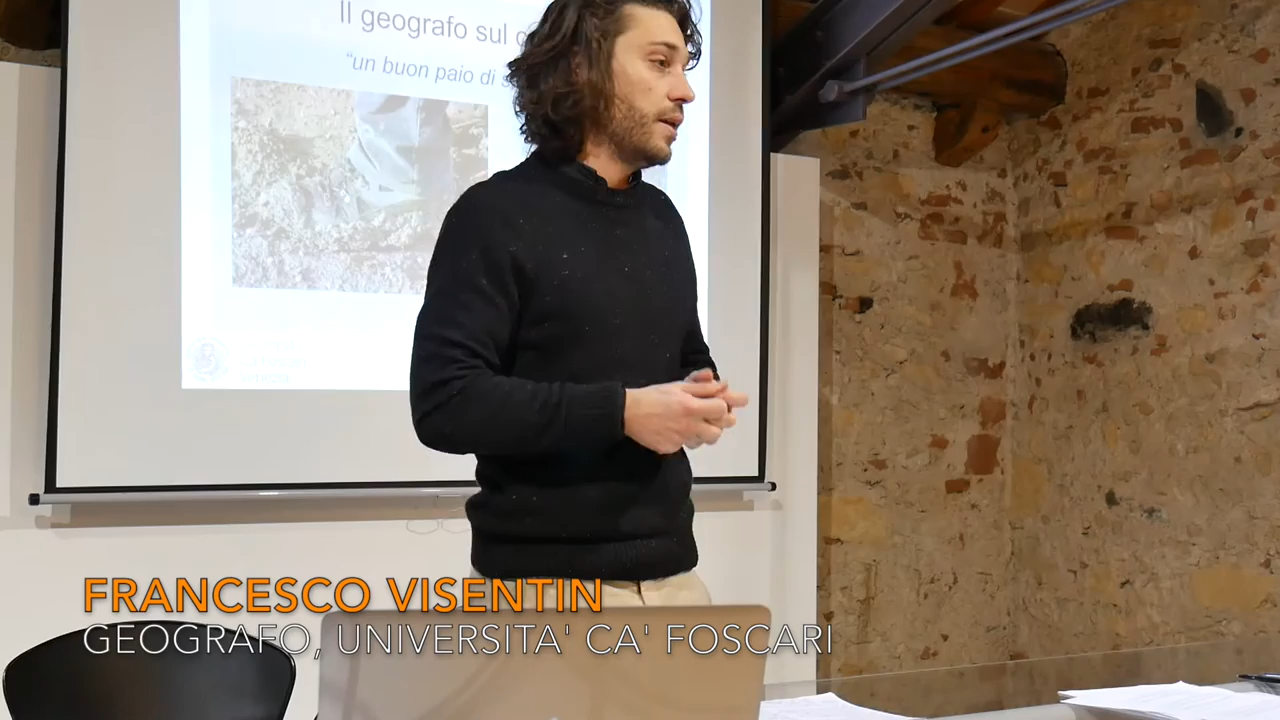 Il geografo sul
"un buon paio di
FRANCESCO VISENTIN
GEOGRAFO, UNIVERSITA' CA' FOSCARI